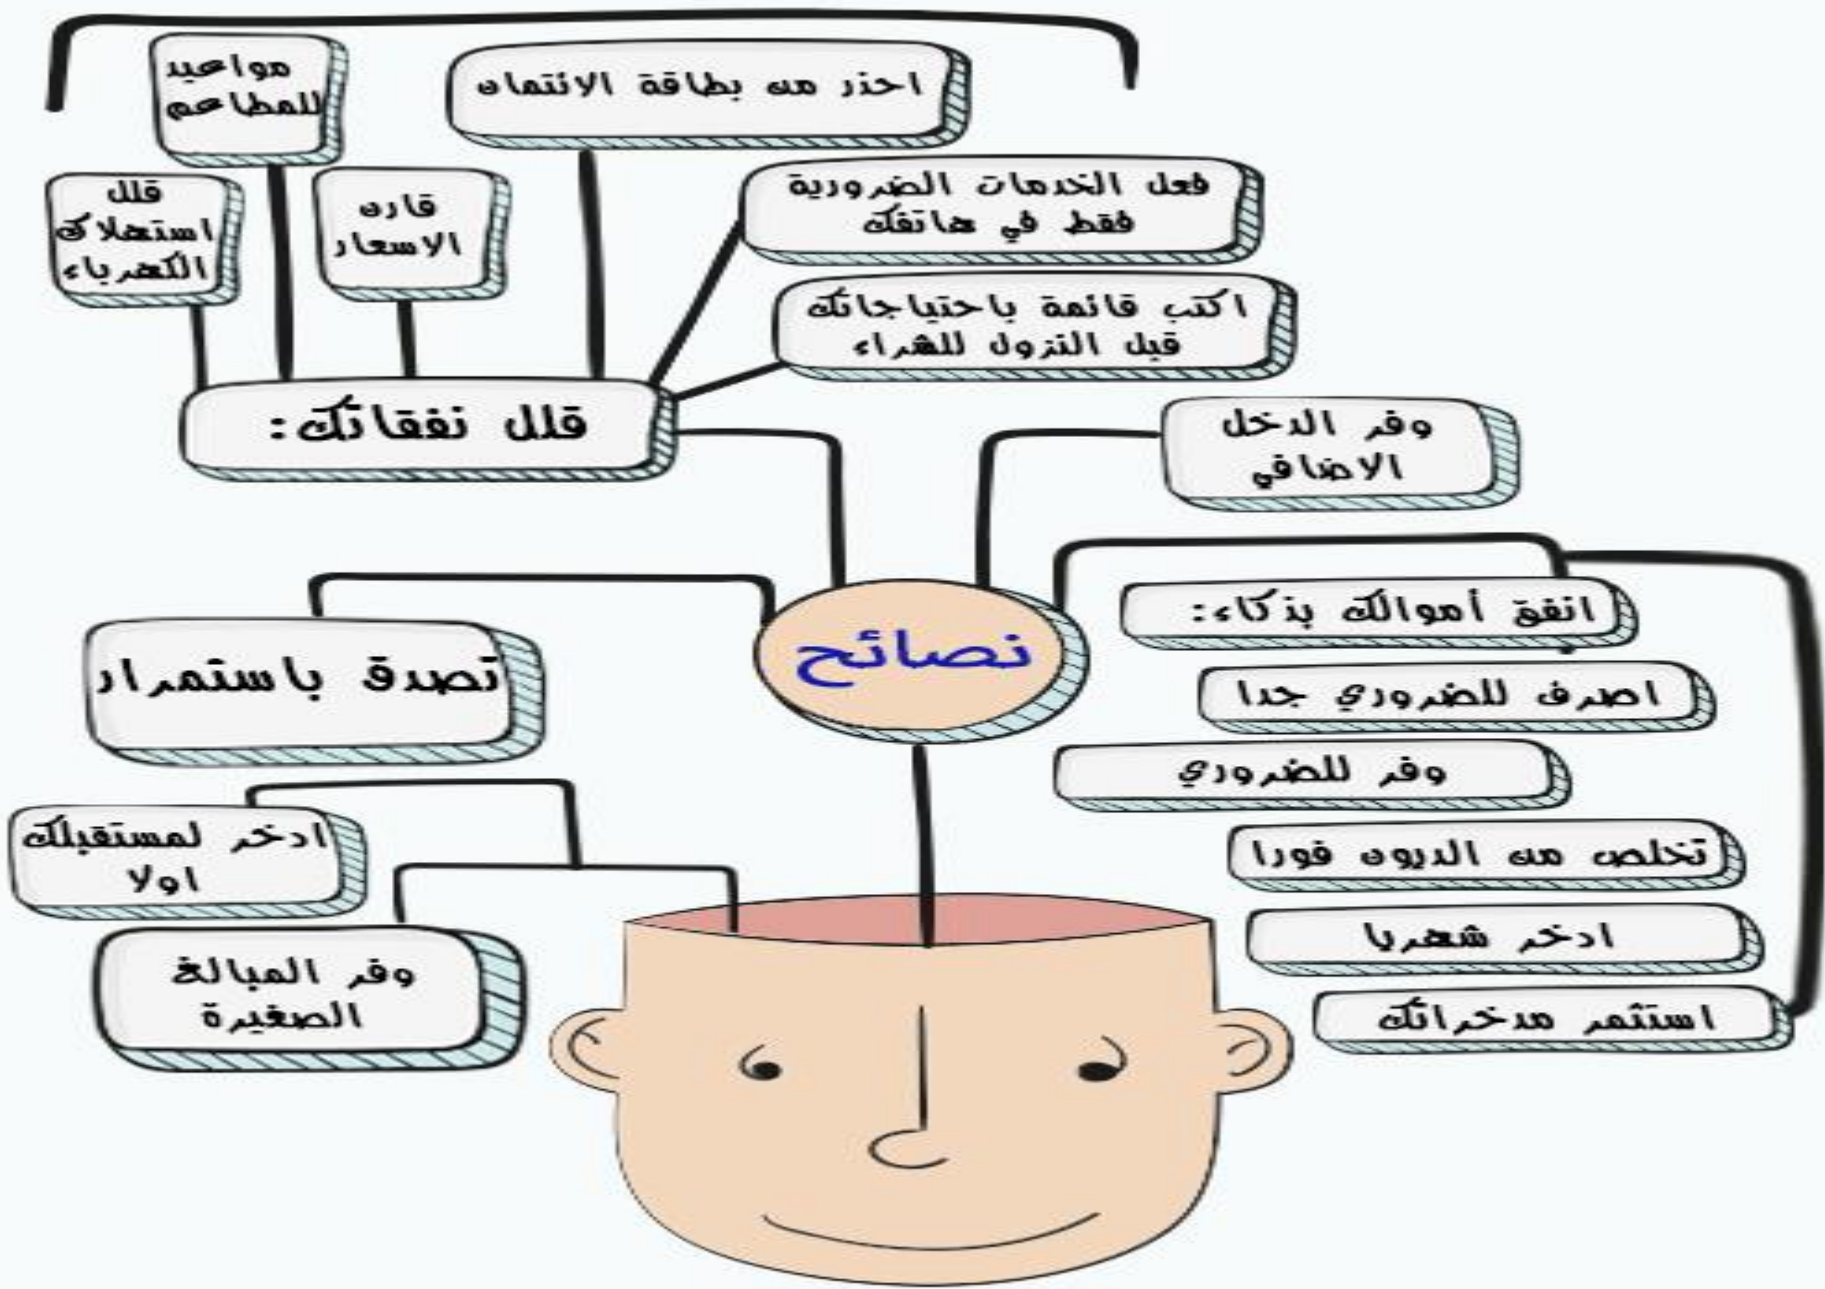 مواعيد
للمطاعم
احذر من بطاقة الائتمان
قلل
استهلاك
الكهرباء
قارن
الاسعار
فعل الخدمات الضرورية
فقط في هاتفك
اكتب قائمة باحتياجاتك
قبل النزول للشراء
قلل نفقاتك:
وفر الدخل
الاضافي
نصائح
انفق أموالك بذكاء:
اصرف للضروري جدا
وفر للضروري
تخلص من الديون فورا
ادخر شهريا
استثمر مدخراتك
تصدق باستمرار
ادخر لمستقبلك
اولا
وفر المبالغ
الصغيرة